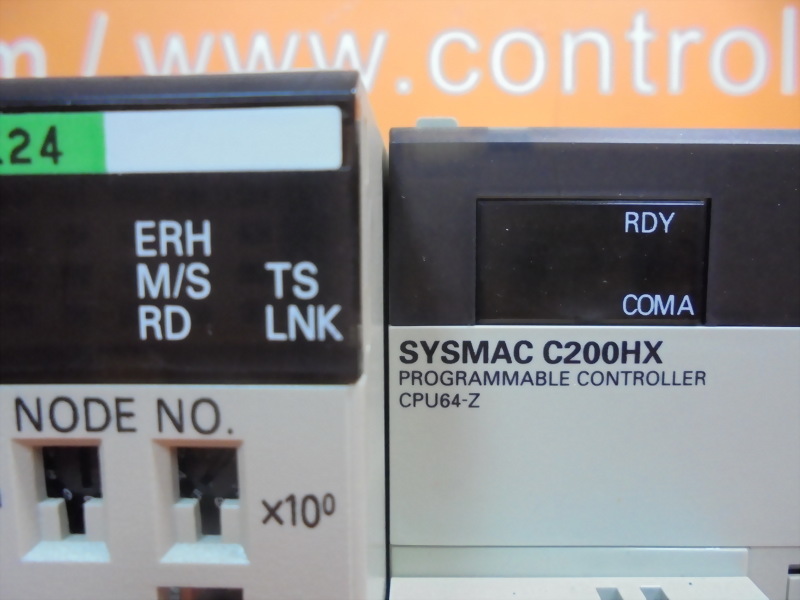 m / www.control
24
ERH
M/S TS
RD LNK
NODE NO.
x10⁰
RDY
COMA
SYSMAC C200HX
PROGRAMMABLE CONTROLLER
CPU64-Z